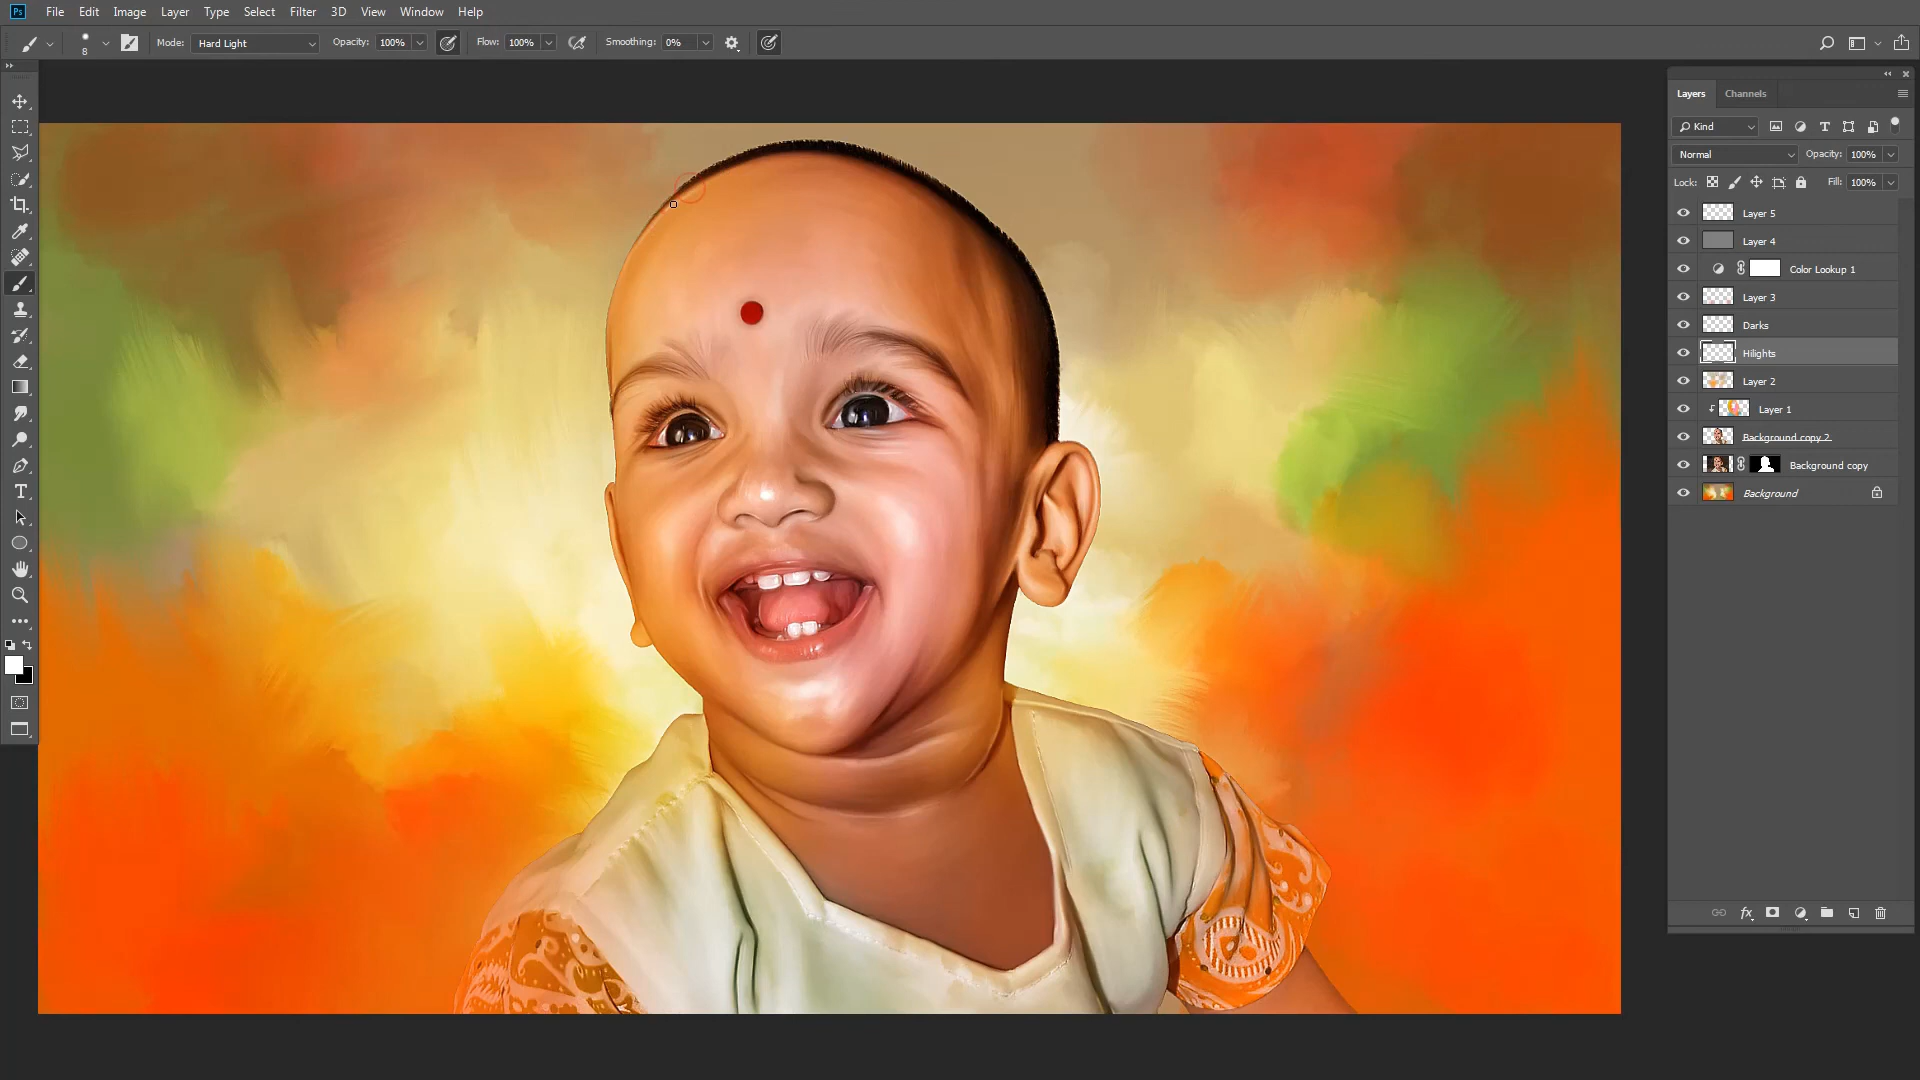 Ps File Edit Image Layer Type Select Filter 3D View Window Help
8 Mode: Hard Light Opacity: 100% Flow: 100% Smoothing: 0%
Layers Channels
Kind
Normal Opacity: 100%
Lock: Fill: 100%
Layer 5
Layer 4
Color Lookup 1
Layer 3
Darks
Hilights
Layer 2
Layer 1
Background copy 2
Background copy
Background